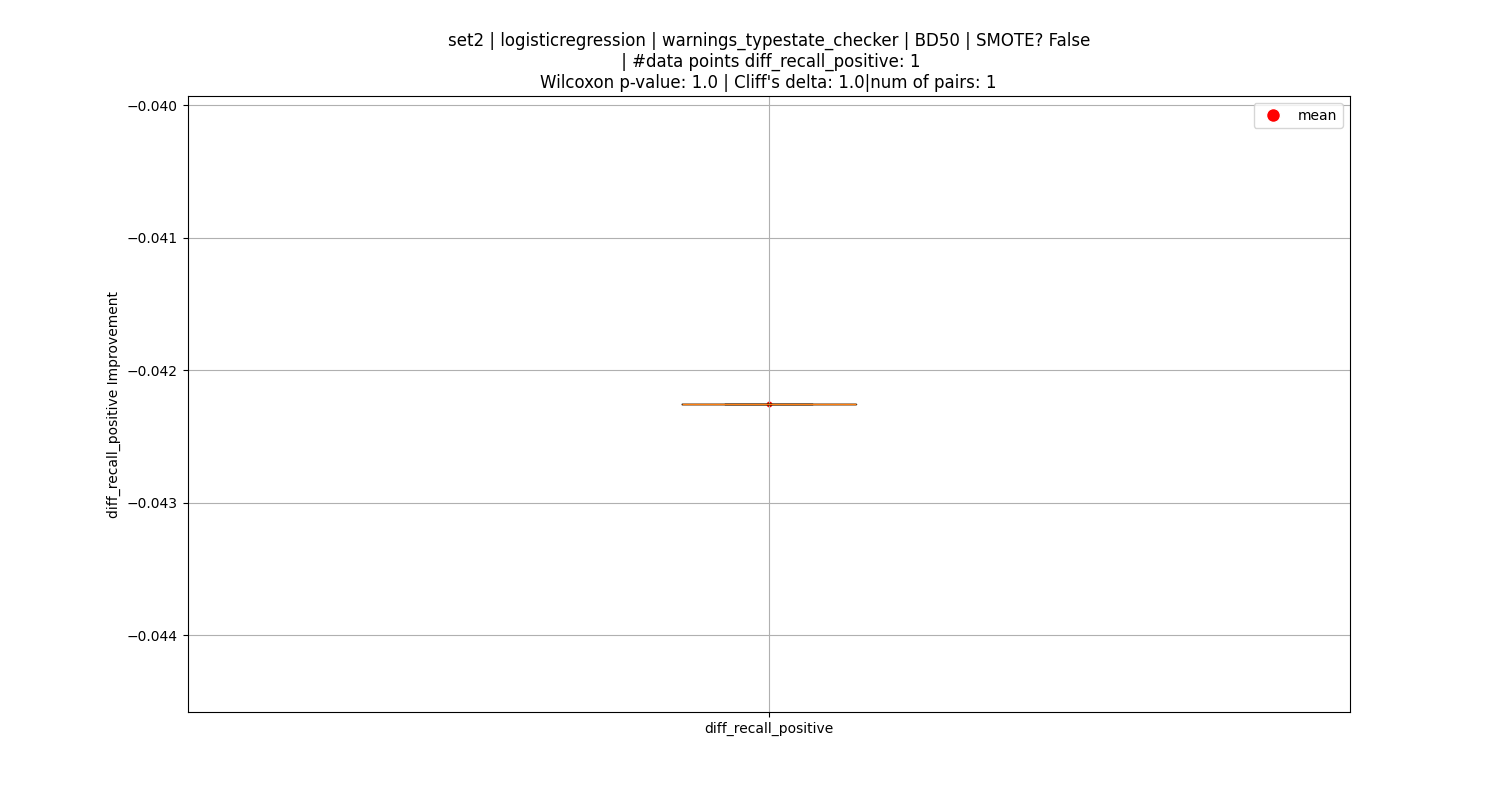 set2 | logisticregression | warnings_typestate_checker | BD50 | SMOTE? False
| #data points diff_recall_positive: 1
Wilcoxon p-value: 1.0 | Cliff's delta: 1.0|num of pairs: 1
mean
−0.040
−0.041
−0.042
−0.043
−0.044
diff_recall_positive Improvement
diff_recall_positive